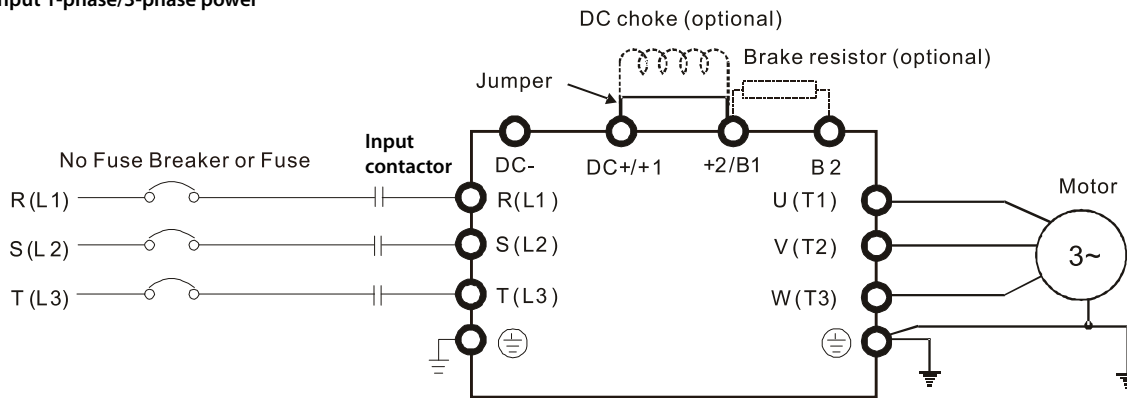 nput 1-phase/3-phase power
DC choke (optional)
Brake resistor (optional)
Jumper
Input
contactor
No Fuse Breaker or Fuse
DC-
DC+/+1
+2/B1
B2
R(L1)
R(L1)
U(T1)
Motor
S(L2)
S(L2)
V(T2)
3~
T(L3)
T(L3)
W(T3)